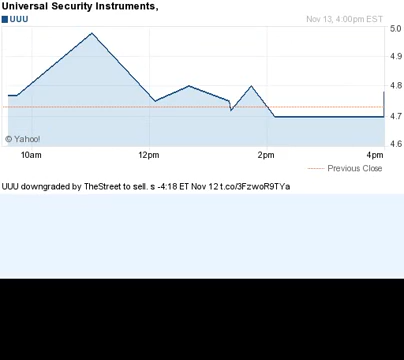 Universal Security Instruments,
UUU Nov 13, 4:00pm EST
5.0
4.9
4.8
4.7
4.6
© Yahoo!
10am 12pm 2pm 4pm
Previous Close
UUU downgraded by TheStreet to sell. s -4:18 ET Nov 12 t.co/3FzwoR9TYa